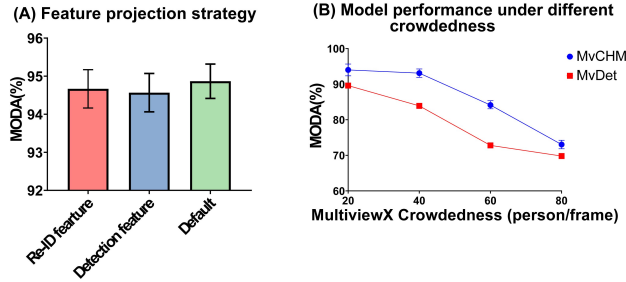 (A) Feature projection strategy
MODA(%)
96
95
94
93
92
Re-ID fearture
Detection feature
Default
(B) Model performance under different
crowdedness
MODA(%)
100
90
80
70
60
20
40
60
80
MultiviewX Crowdedness (person/frame)
MvCHM
MvDet